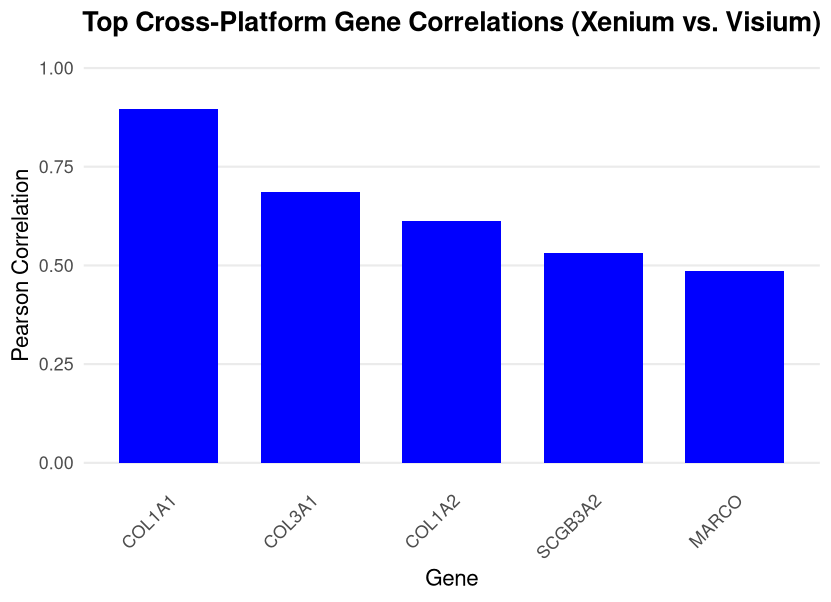 Top Cross-Platform Gene Correlations (Xenium vs. Visium)
1.00
0.75
0.50
0.25
0.00
Pearson Correlation
COL1A1
COL3A1
COL1A2
SCGB3A2
MARCO
Gene